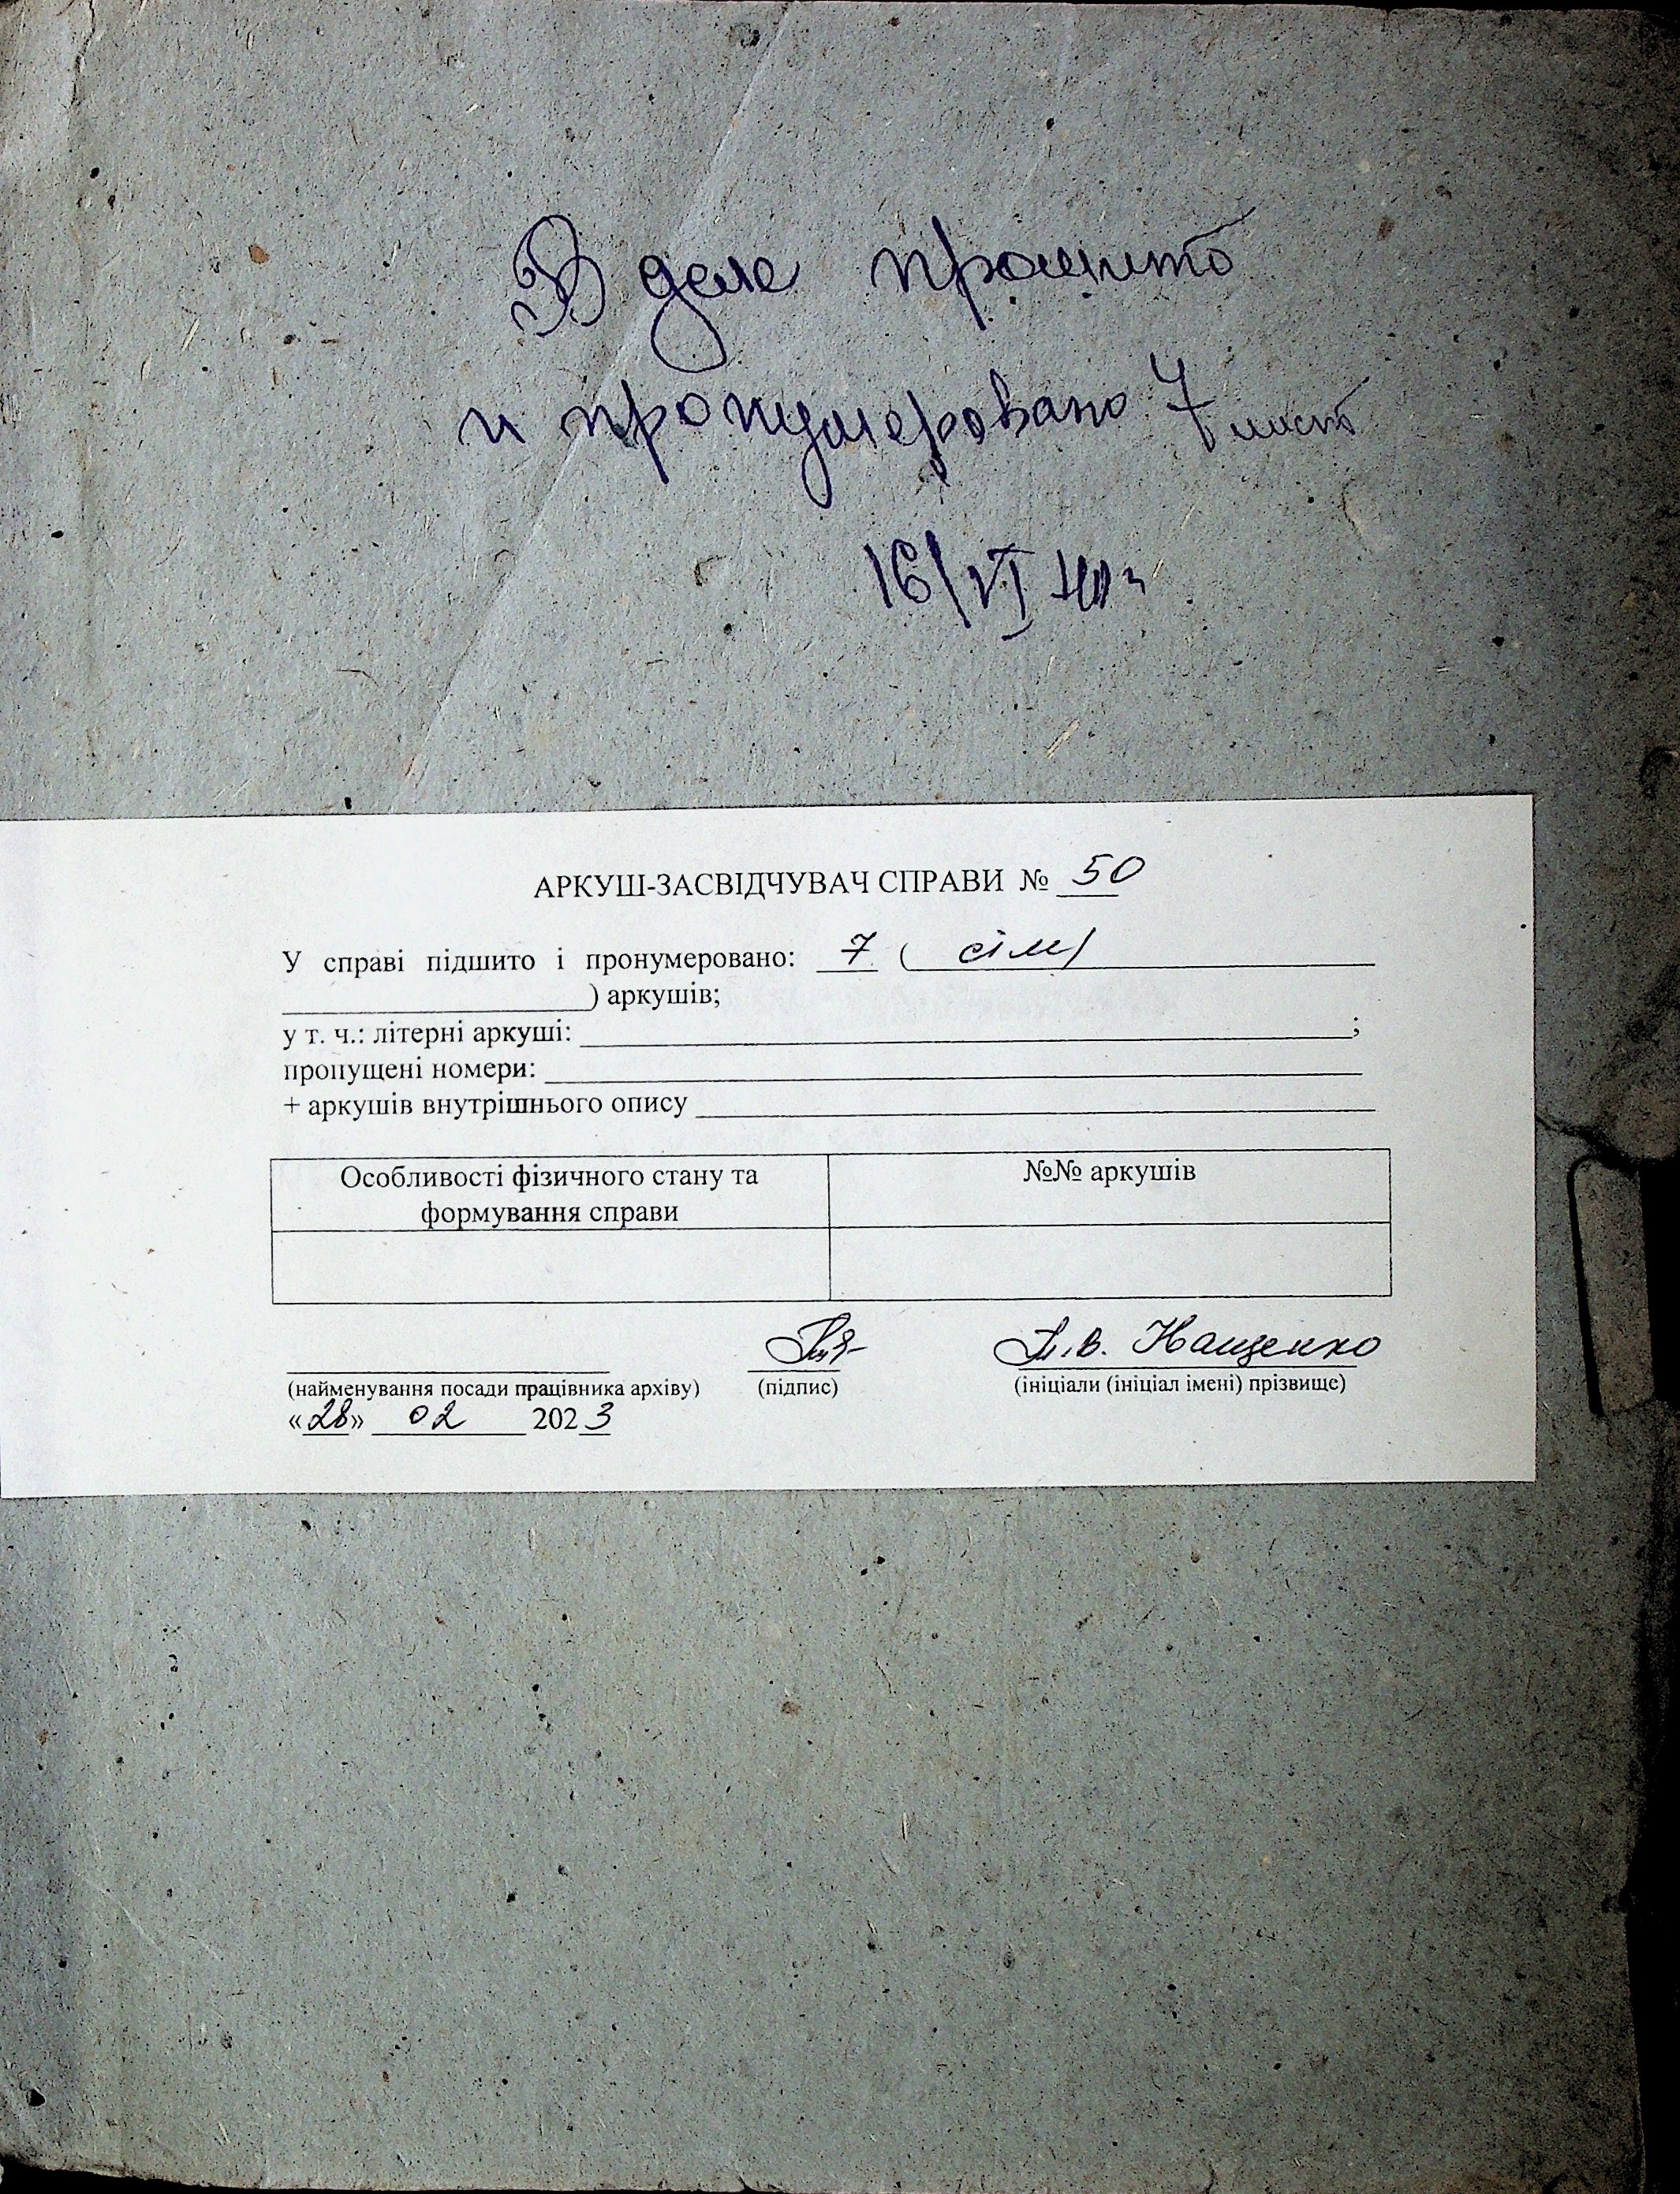 В деле прошито
и пронумеровано 7 лист
16/VI 40 г
АРКУШ-ЗАСВІДЧУВАЧ СПРАВИ № 50
У справі підшито і пронумеровано: 7 ( сім)
) аркушів;
у т. ч.: літерні аркуші: ;
пропущені номери:
+ аркушів внутрішнього опису
Особливості фізичного стану та №№ аркушів
формування справи
В. Нащенко
(найменування посади працівника архіву) (підпис) (ініціали (ініціал імені) прізвище)
«28» 02 2023